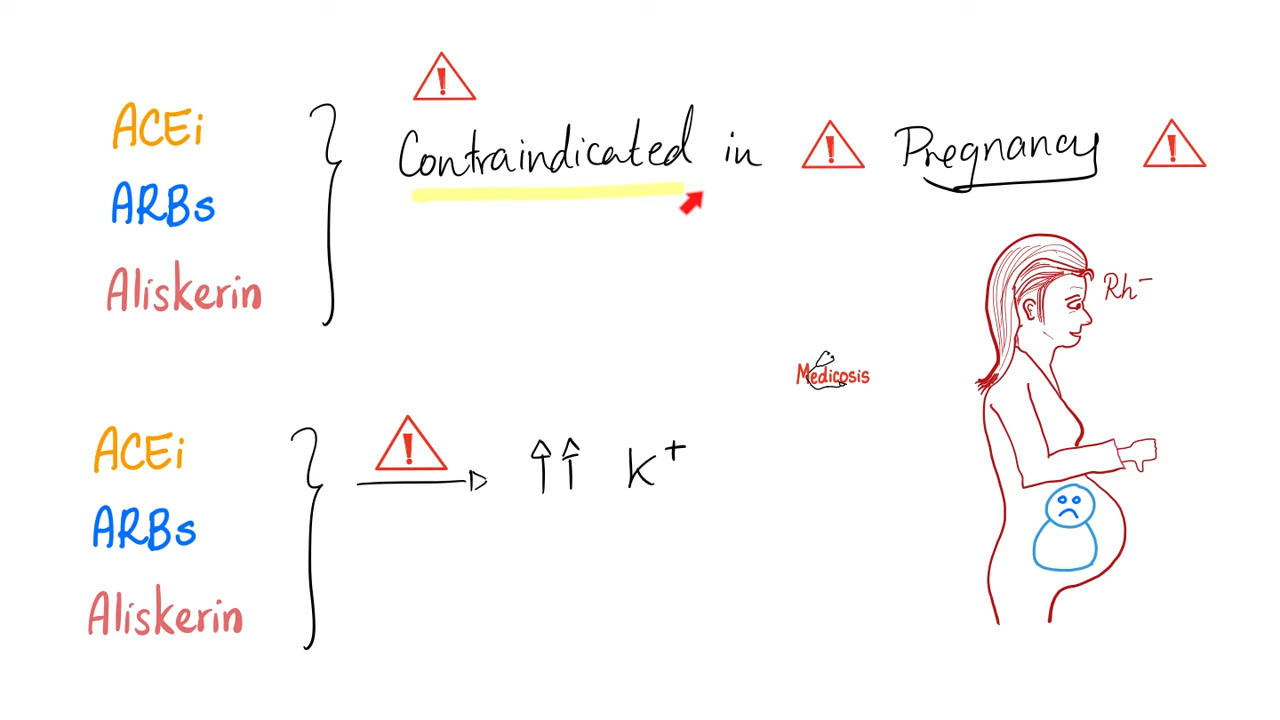 ACEi
Contraindicated in Pregnancy
ARBs
Aliskerin
Rh-
Medicosis
ACEi
↑↑ K+
ARBs
Aliskerin